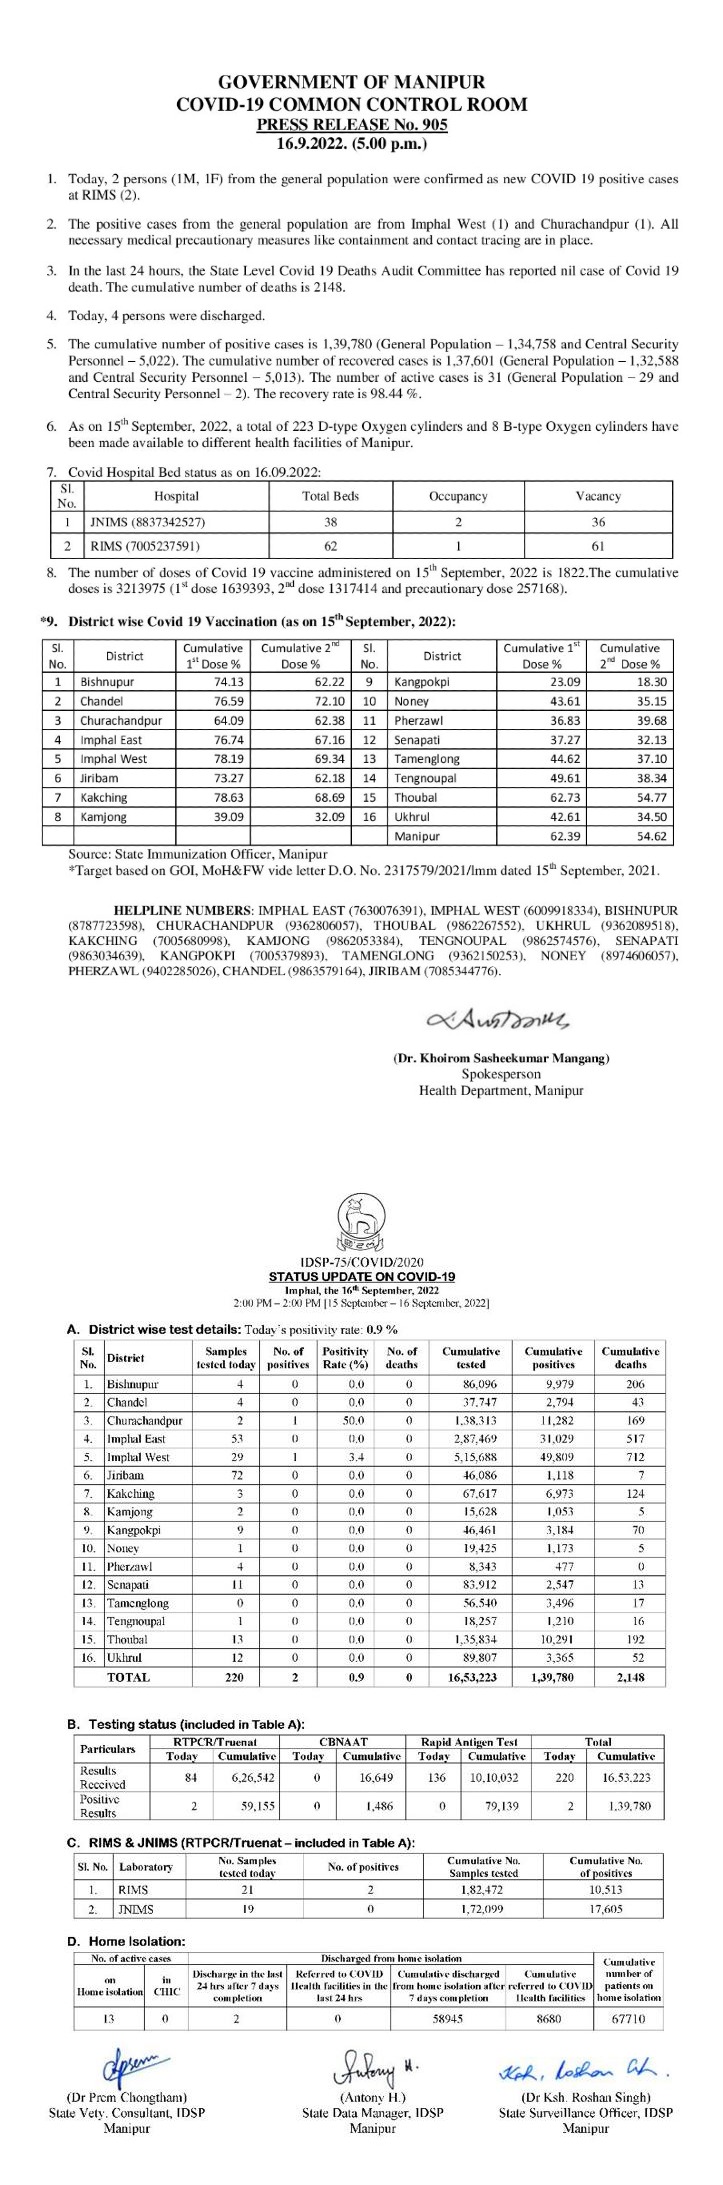 GOVERNMENT OF MANIPUR
COVID-19 COMMON CONTROL ROOM
PRESS RELEASE No. 905
16.9.2022. (5.00 p.m.)
1. Today, 2 persons (1M, 1F) from the general population were confirmed as new COVID 19 positive cases
at RIMS (2).
2. The positive cases from the general population are from Imphal West (1) and Churachandpur (1). All
necessary medical precautionary measures like containment and contact tracing are in place.
3. In the last 24 hours, the State Level Covid 19 Deaths Audit Committee has reported nil case of Covid 19
death. The cumulative number of deaths is 2148.
4. Today, 4 persons were discharged.
5. The cumulative number of positive cases is 1,39,780 (General Population – 1,34,758 and Central Security
Personnel – 5,022). The cumulative number of recovered cases is 1,37,601 (General Population – 1,32,588
and Central Security Personnel – 5,013). The number of active cases is 31 (General Population – 29 and
Central Security Personnel – 2). The recovery rate is 98.44 %.
6. As on 15th September, 2022, a total of 223 D-type Oxygen cylinders and 8 B-type Oxygen cylinders have
been made available to different health facilities of Manipur.
7. Covid Hospital Bed status as on 16.09.2022:
Sl. No. Hospital Total Beds Occupancy Vacancy
1 JNIMS (8837342527) 38 2 36
2 RIMS (7005237591) 62 1 61
8. The number of doses of Covid 19 vaccine administered on 15th September, 2022 is 1822.The cumulative
doses is 3213975 (1st dose 1639393, 2nd dose 1317414 and precautionary dose 257168).
*9. District wise Covid 19 Vaccination (as on 15th September, 2022):
Sl. No. District Cumulative 1st Dose % Cumulative 2nd Dose % Sl. No. District Cumulative 1st Dose % Cumulative 2nd Dose %
1 Bishnupur 74.13 62.22 9 Kangpokpi 23.09 18.30
2 Chandel 76.59 72.10 10 Noney 43.61 35.15
3 Churachandpur 64.09 62.38 11 Pherzawl 36.83 39.68
4 Imphal East 76.74 67.16 12 Senapati 37.27 32.13
5 Imphal West 78.19 69.34 13 Tamenglong 44.62 37.10
6 Jiribam 73.27 62.18 14 Tengnoupal 49.61 38.34
7 Kakching 78.63 68.69 15 Thoubal 62.73 54.77
8 Kamjong 39.09 32.09 16 Ukhrul 42.61 34.50
Manipur 62.39 54.62
Source: State Immunization Officer, Manipur
*Target based on GOI, MoH&FW vide letter D.O. No. 2317579/2021/Imm dated 15th September, 2021.
HELPLINE NUMBERS: IMPHAL EAST (7630076391), IMPHAL WEST (6009918334), BISHNUPUR
(8787723598), CHURACHANDPUR (9362806057), THOUBAL (9862267552), UKHRUL (9362089518),
KAKCHING (7005680998), KAMJONG (9862053384), TENGNOUPAL (9862574576), SENAPATI
(9863034639), KANGPOKPI (7005379893), TAMENGLONG (9362150253), NONEY (8974606057),
PHERZAWL (9402285026), CHANDEL (9863579164), JIRIBAM (7085344776).
(Dr. Khoirom Sasheekumar Mangang)
Spokesperson
Health Department, Manipur
IDSP-75/COVID/2020
STATUS UPDATE ON COVID-19
Imphal, the 16th September, 2022
2:00 PM – 2:00 PM [15 September – 16 September, 2022]
A. District wise test details: Today's positivity rate: 0.9 %
Sl. No. District Samples tested today No. of positives Positivity Rate (%) No. of deaths Cumulative tested Cumulative positives Cumulative deaths
1. Bishnupur 4 0 0.0 0 86,096 9,979 206
2. Chandel 4 0 0.0 0 37,747 2,794 43
3. Churachandpur 2 1 50.0 0 1,38,313 11,282 169
4. Imphal East 53 0 0.0 0 2,87,469 31,029 517
5. Imphal West 29 1 3.4 0 5,15,688 49,809 712
6. Jiribam 72 0 0.0 0 46,086 1,118 7
7. Kakching 3 0 0.0 0 67,617 6,973 124
8. Kamjong 2 0 0.0 0 15,628 1,053 5
9. Kangpokpi 9 0 0.0 0 46,461 3,184 70
10. Noney 1 0 0.0 0 19,425 1,173 5
11. Pherzawl 4 0 0.0 0 8,343 477 0
12. Senapati 11 0 0.0 0 83,912 2,547 13
13. Tamenglong 0 0 0.0 0 56,540 3,496 17
14. Tengnoupal 1 0 0.0 0 18,257 1,210 16
15. Thoubal 13 0 0.0 0 1,35,834 10,291 192
16. Ukhrul 12 0 0.0 0 89,807 3,365 52
TOTAL 220 2 0.9 0 16,53,223 1,39,780 2,148
B. Testing status (included in Table A):
Particulars RTPCR/Truenat CBNAAT Rapid Antigen Test Total
Today Cumulative Today Cumulative Today Cumulative Today Cumulative
Results Received 84 6,26,542 0 16,649 136 10,10,032 220 16,53,223
Positive Results 2 59,155 0 1,486 0 79,139 2 1,39,780
C. RIMS & JNIMS (RTPCR/Truenat – included in Table A):
Sl. No. Laboratory No. Samples tested today No. of positives Cumulative No. Samples tested Cumulative No. of positives
1. RIMS 21 2 1,82,472 10,513
2. JNIMS 19 0 1,72,099 17,605
D. Home Isolation:
No. of active cases Discharged from home isolation Cumulative number of patients on home isolation
on Home isolation in CHIC Discharge in the last 24 hrs after 7 days completion Referred to COVID Health facilities in the last 24 hrs Cumulative discharged from home isolation after 7 days completion Cumulative referred to COVID Health facilities
13 0 2 0 58945 8680 67710
Antony H.
(Dr Prem Chongtham) (Antony H.) (Dr Ksh. Roshan Singh)
State Vety. Consultant, IDSP State Data Manager, IDSP State Surveillance Officer, IDSP
Manipur Manipur Manipur